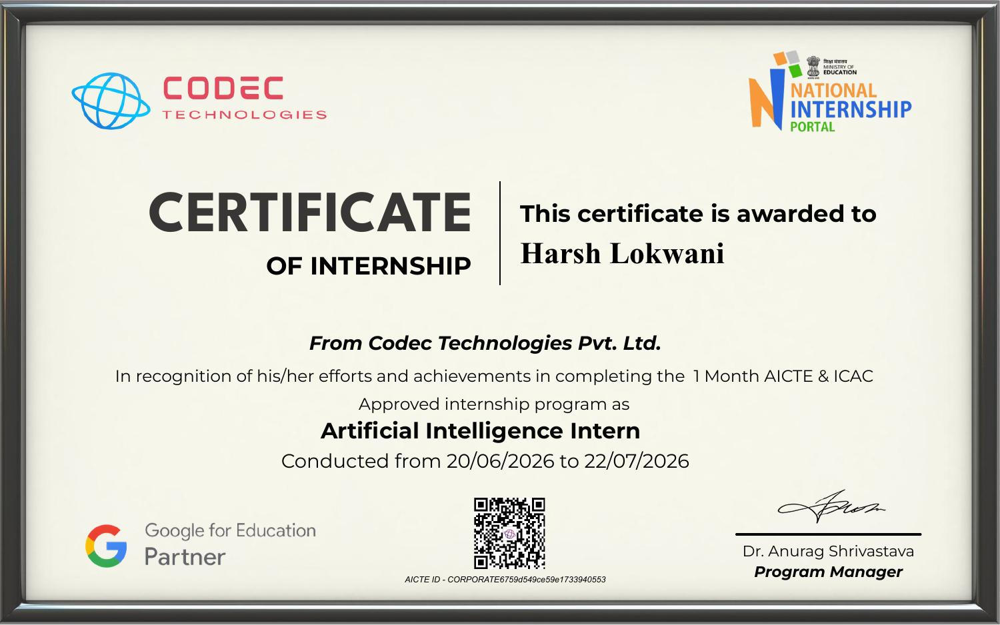 CODEC
TECHNOLOGIES
शिक्षा मंत्रालय
MINISTRY OF
EDUCATION
NATIONAL
INTERNSHIP
PORTAL
CERTIFICATE
OF INTERNSHIP
This certificate is awarded to
Harsh Lokwani
From Codec Technologies Pvt. Ltd.
In recognition of his/her efforts and achievements in completing the 1 Month AICTE & ICAC
Approved internship program as
Artificial Intelligence Intern
Conducted from 20/06/2026 to 22/07/2026
Google for Education
Partner
AICTE ID - CORPORATE6759d549ce59e1733940553
Dr. Anurag Shrivastava
Program Manager